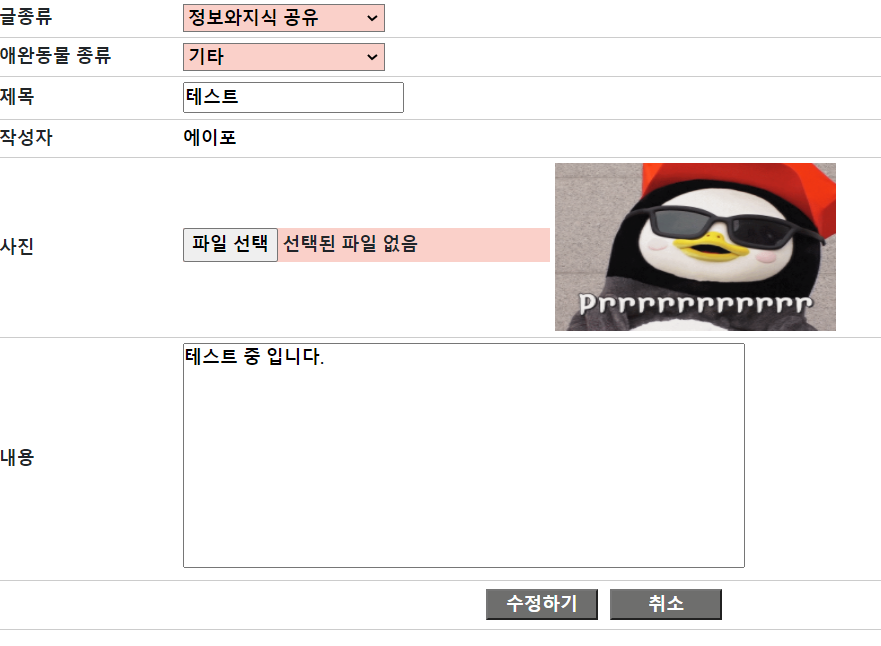 글종류 정보와지식 공유
애완동물 종류 기타
제목 테스트
작성자 에이포
사진 파일 선택 선택된 파일 없음
Prrrrrrrrrrrr
내용 테스트 중 입니다.
수정하기 취소